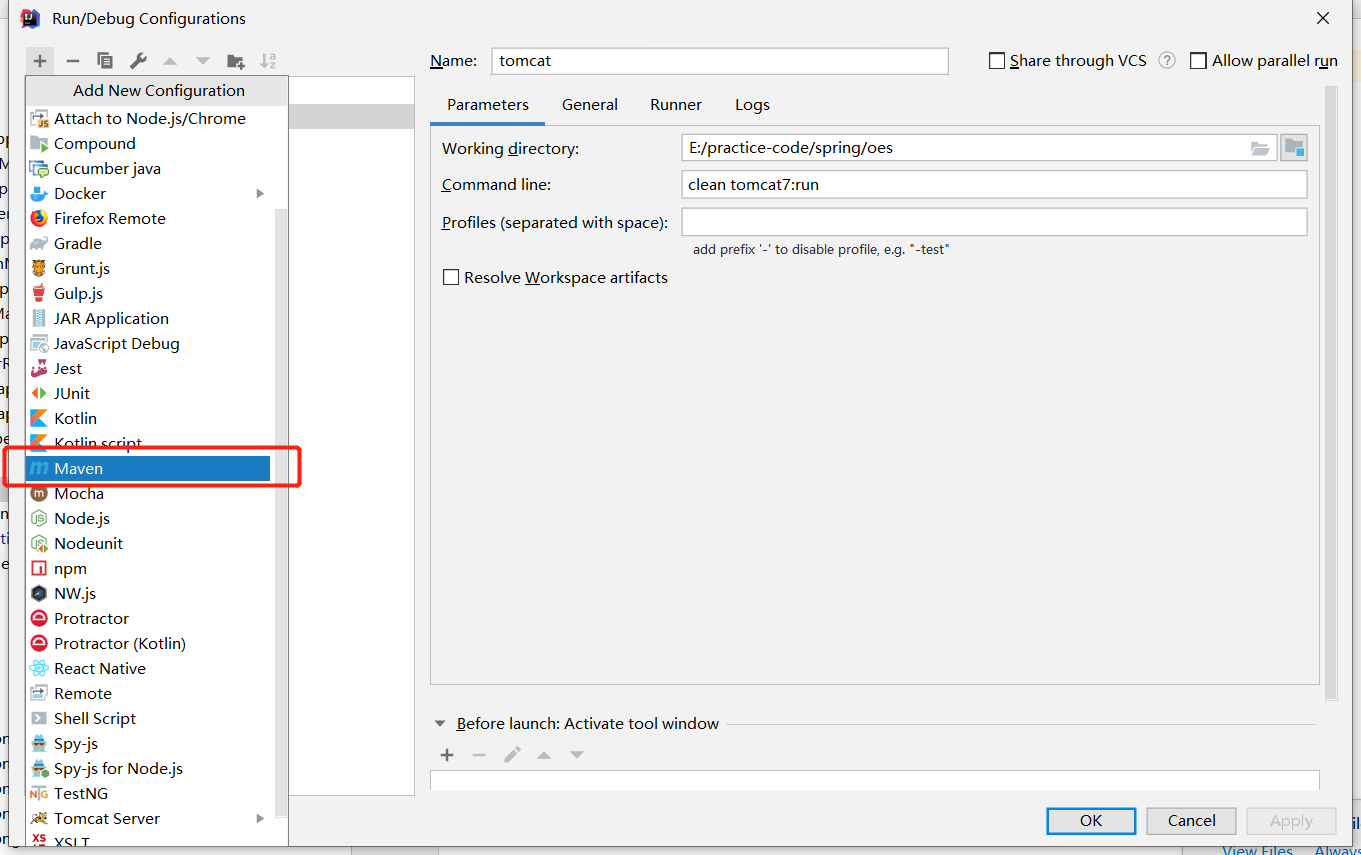 Run/Debug Configurations
Add New Configuration
Attach to Node.js/Chrome
Compound
Cucumber java
Docker
Firefox Remote
Gradle
Grunt.js
Gulp.js
JAR Application
JavaScript Debug
Jest
JUnit
Kotlin
Kotlin script
Maven
Mocha
Node.js
Nodeunit
npm
NW.js
Protractor
Protractor (Kotlin)
React Native
Remote
Shell Script
Spy-js
Spy-js for Node.js
TestNG
Tomcat Server
XSLT
Name: tomcat
Share through VCS ? Allow parallel run
Parameters General Runner Logs
Working directory: E:/practice-code/spring/oes
Command line: clean tomcat7:run
Profiles (separated with space):
add prefix '-' to disable profile, e.g. "-test"
Resolve Workspace artifacts
Before launch: Activate tool window
OK Cancel Apply
View Files Always